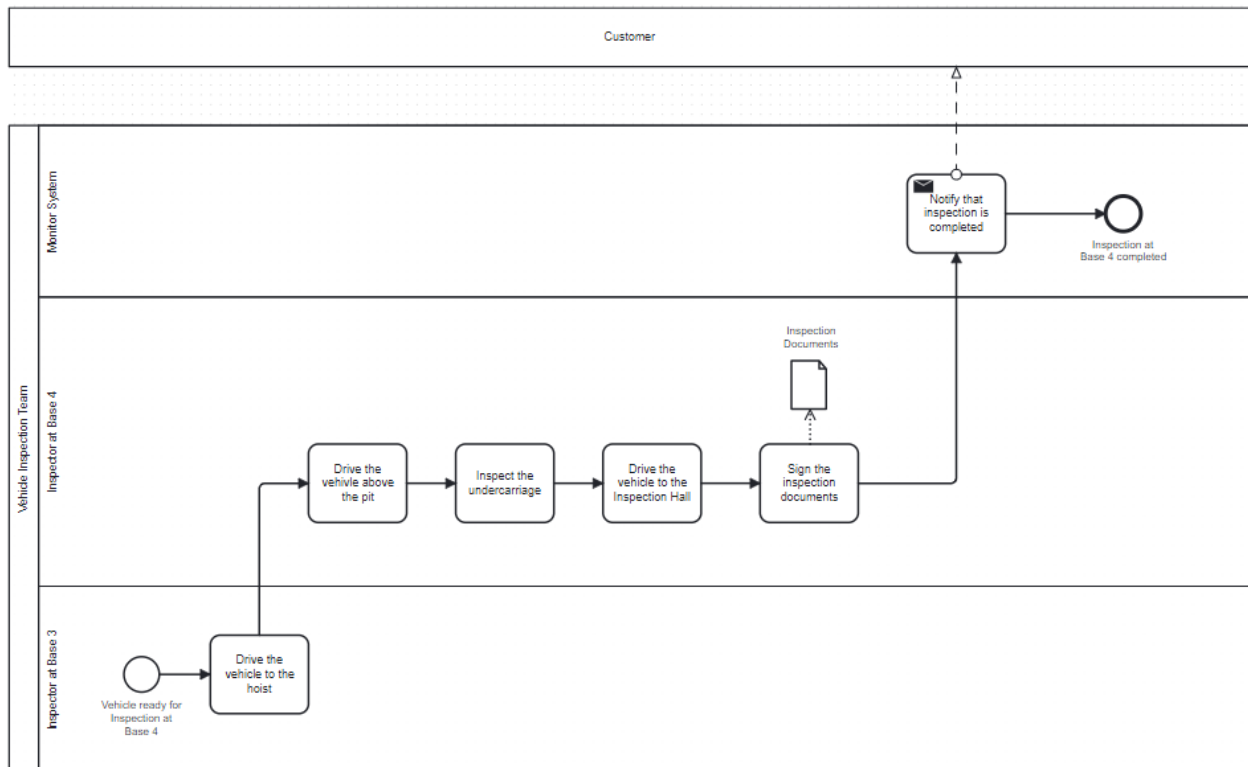 Customer
Vehicle Inspection Team
Monitor System
Notify that
inspection is
completed
Inspection at
Base 4 completed
Inspector at Base 4
Inspection
Documents
Drive the
vehivle above
the pit
Inspect the
undercarriage
Drive the
vehicle to the
Inspection Hall
Sign the
inspection
documents
Inspector at Base 3
Vehicle ready for
Inspection at
Base 4
Drive the
vehicle to the
hoist